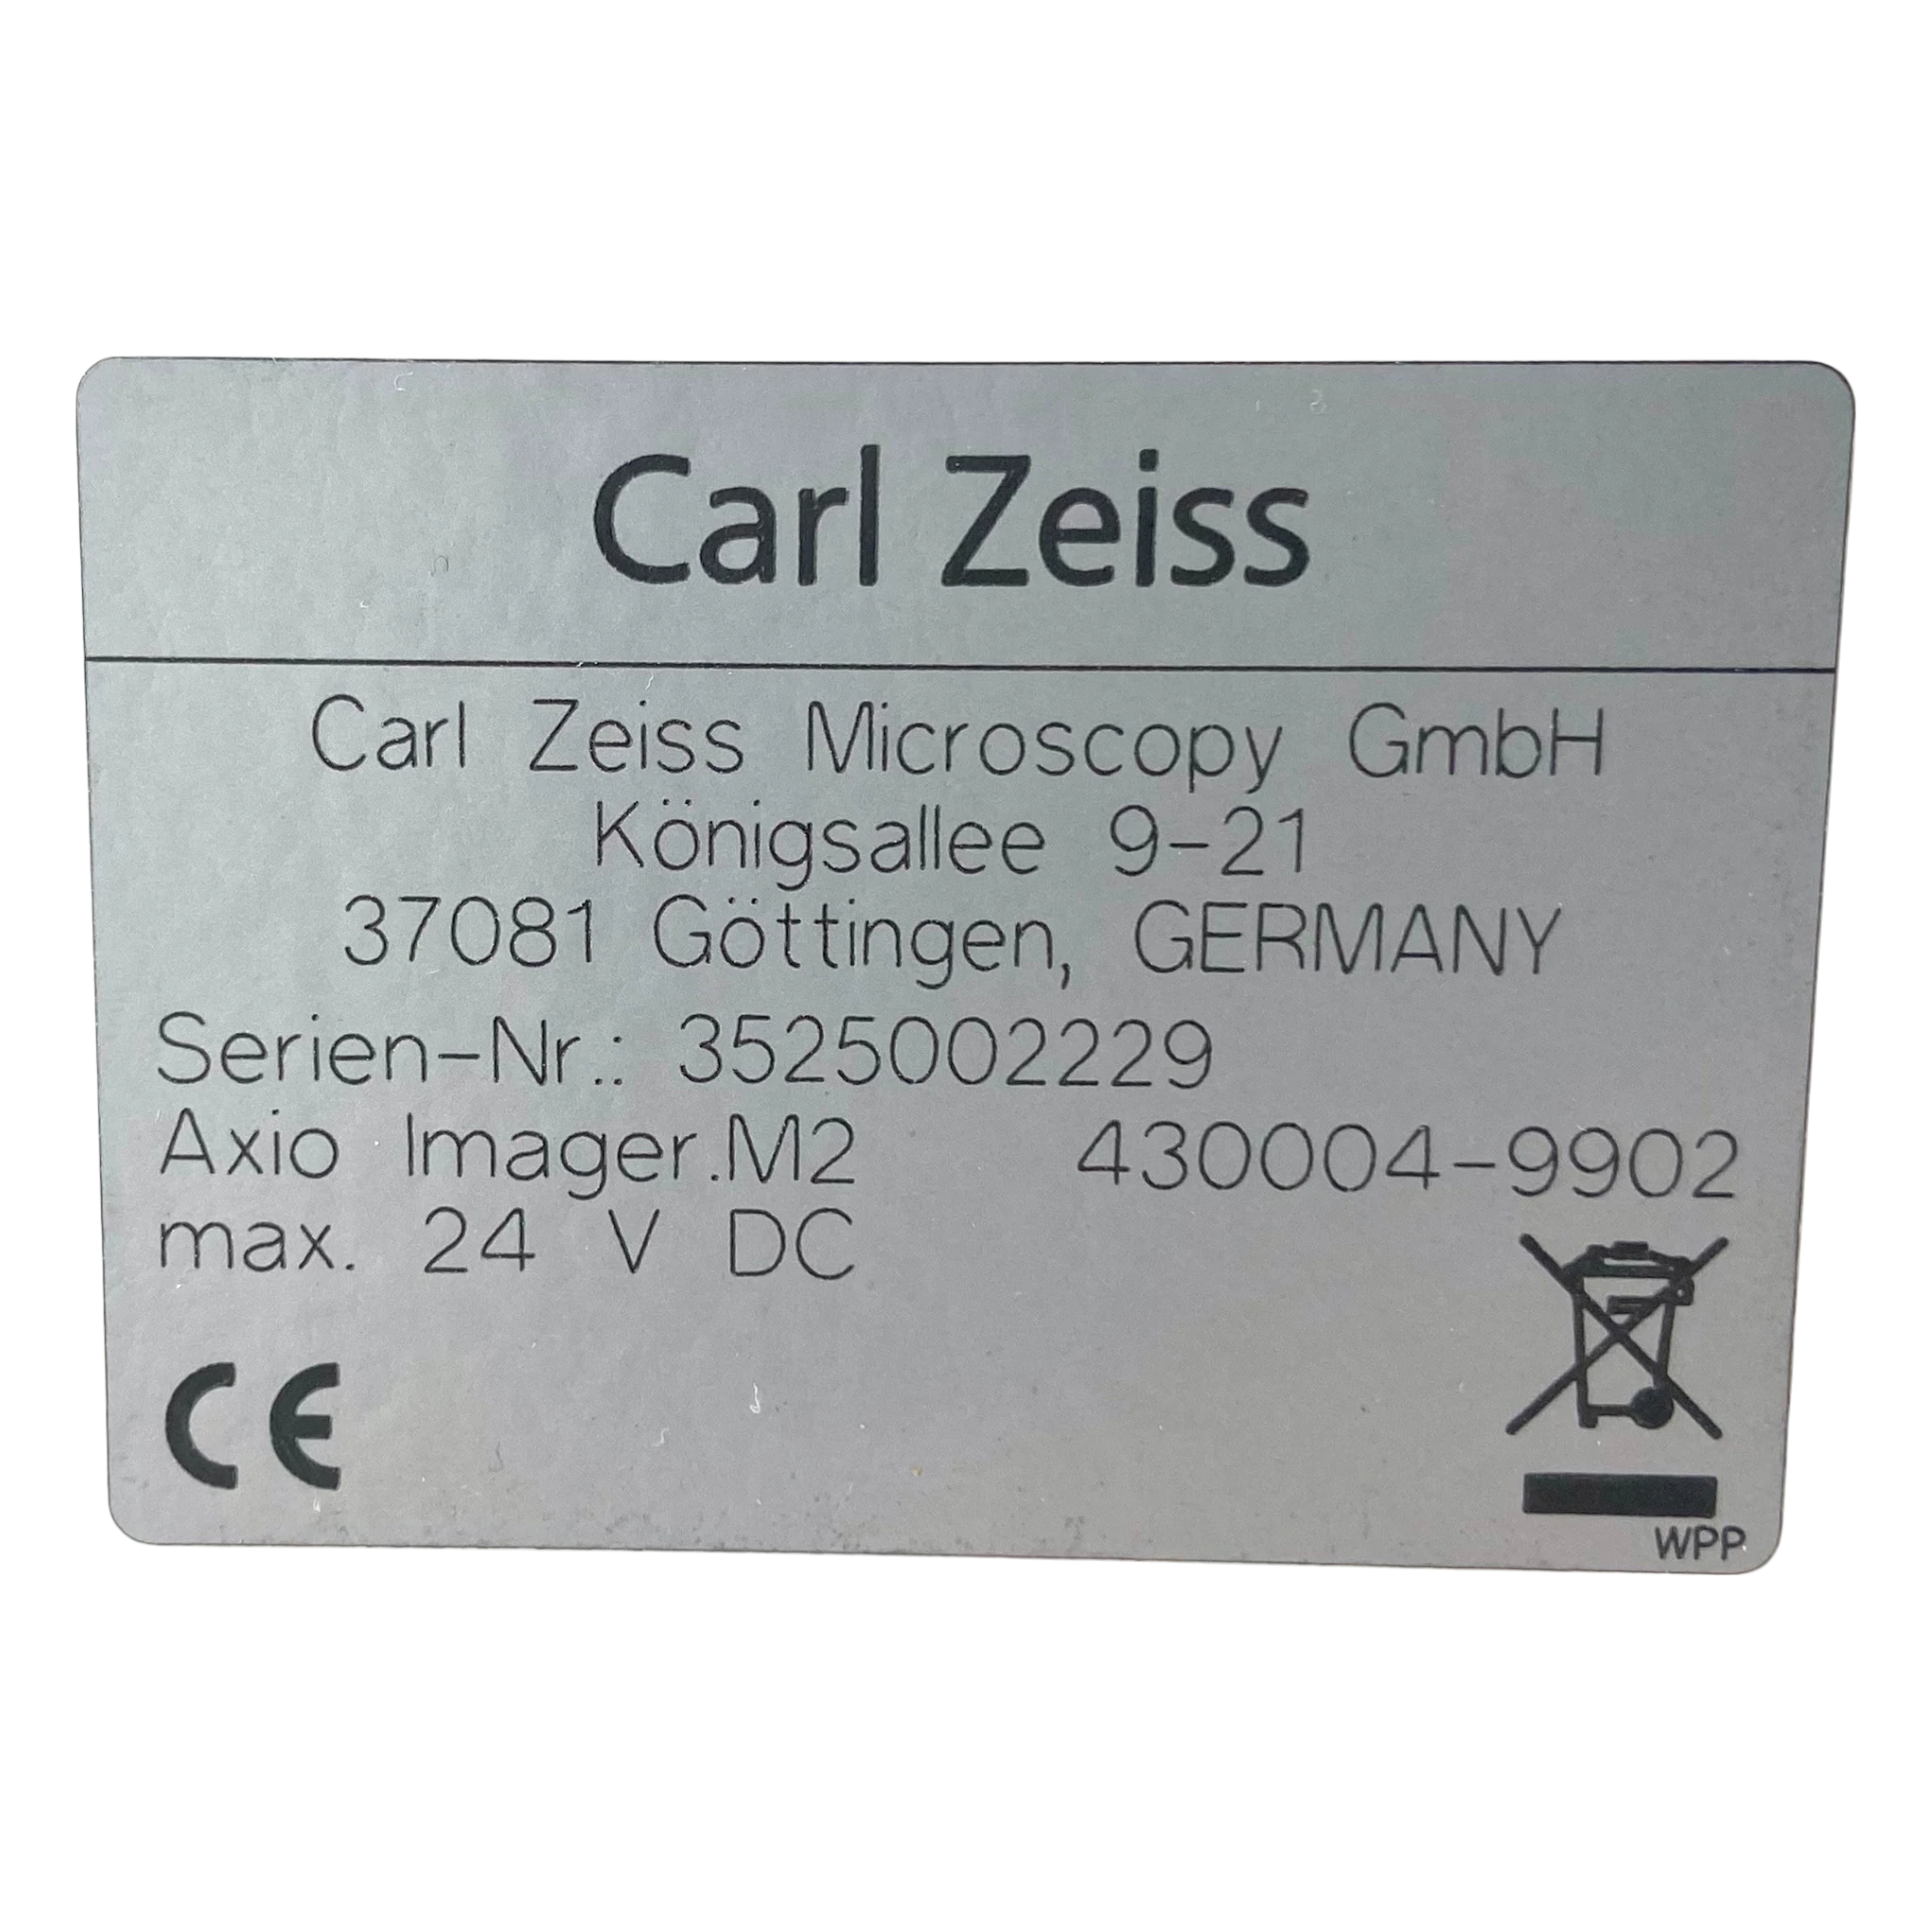 Carl Zeiss
Carl Zeiss Microscopy GmbH
Königsallee 9-21
37081 Göttingen, GERMANY
Serien-Nr.: 3525002229
Axio Imager.M2 430004-9902
max. 24 V DC
CE
WPP